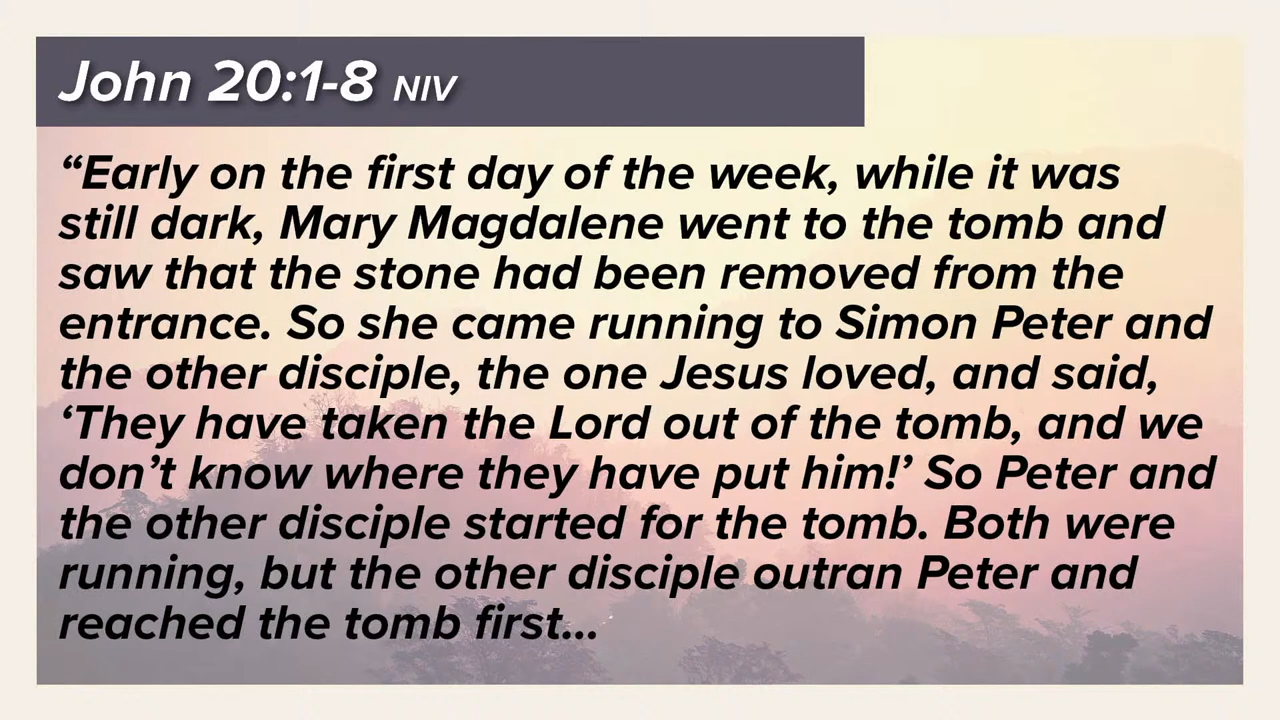 John 20:1-8 NIV
“Early on the first day of the week, while it was
still dark, Mary Magdalene went to the tomb and
saw that the stone had been removed from the
entrance. So she came running to Simon Peter and
the other disciple, the one Jesus loved, and said,
‘They have taken the Lord out of the tomb, and we
don’t know where they have put him!’ So Peter and
the other disciple started for the tomb. Both were
running, but the other disciple outran Peter and
reached the tomb first...